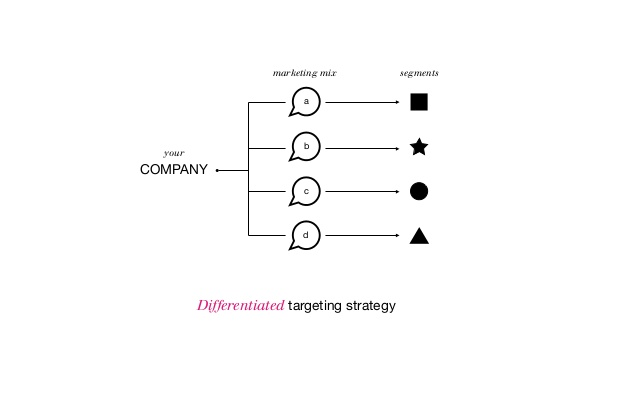 marketing mix segments
a
b
your
COMPANY
c
d
Differentiated targeting strategy